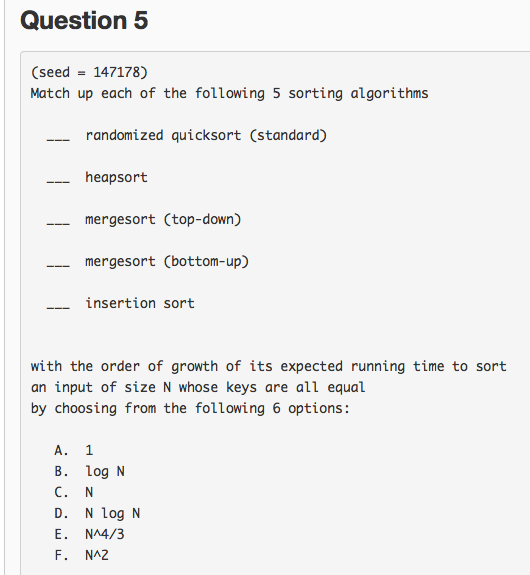 Question 5
(seed = 147178)
Match up each of the following 5 sorting algorithms
___ randomized quicksort (standard)
___ heapsort
___ mergesort (top-down)
___ mergesort (bottom-up)
___ insertion sort
with the order of growth of its expected running time to sort
an input of size N whose keys are all equal
by choosing from the following 6 options:
A. 1
B. log N
C. N
D. N log N
E. N^4/3
F. N^2